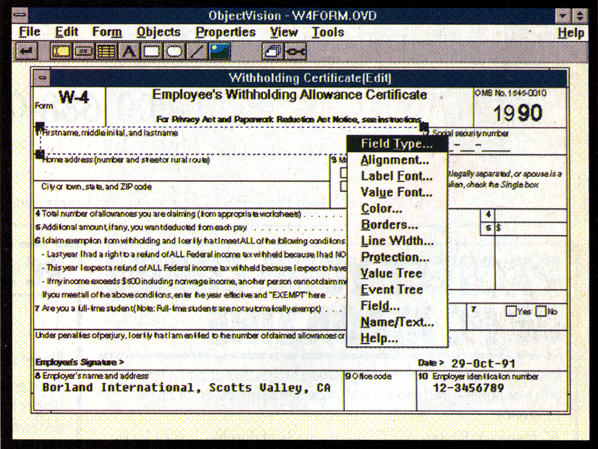 ObjectVision - W4FORM.OVD
File Edit Form Objects Properties View Tools Help
Withholding Certificate(Edit)
Form W-4 Employee's Withholding Allowance Certificate OMB No. 1545-0010
For Privacy Act and Paperwork Reduction Act Notice, see instructions 1990
First name, middle initial, and last name Social security number
Home address (number and street or rural route) 3 M
legally separated, or spouse is a
City or town, state, and ZIP code alien, check the Single box
Field Type...
Alignment...
Label Font...
Value Font...
Color...
Borders...
Line Width...
Protection...
Value Tree
Event Tree
Field...
Name/Text...
Help...
4 Total number of allowances you are claiming (from appropriate worksheets) 4
5 Additional amount, if any, you want deducted from each pay 5 $
6 I claim exemption from withholding and I certify that I meet ALL of the following conditions
- Last year I had a right to a refund of ALL Federal income tax withheld because I had NO
- This year I expect a refund of ALL Federal income tax withheld because I expect to have
- If my income exceeds $500 including nonwage income, another person cannot claim m
If you meet all of the above conditions, enter the year effective and "EXEMPT" here
7 Are you a full-time student (Note: Full-time students are not automatically exempt) 7 Yes No
Under penalties of perjury, I certify that I am entitled to the number of claimed allowances or
Employee's Signature > Date > 29-Oct-91
8 Employer's name and address 9 Office code 10 Employer identification number
Borland International, Scotts Valley, CA 12-3456789